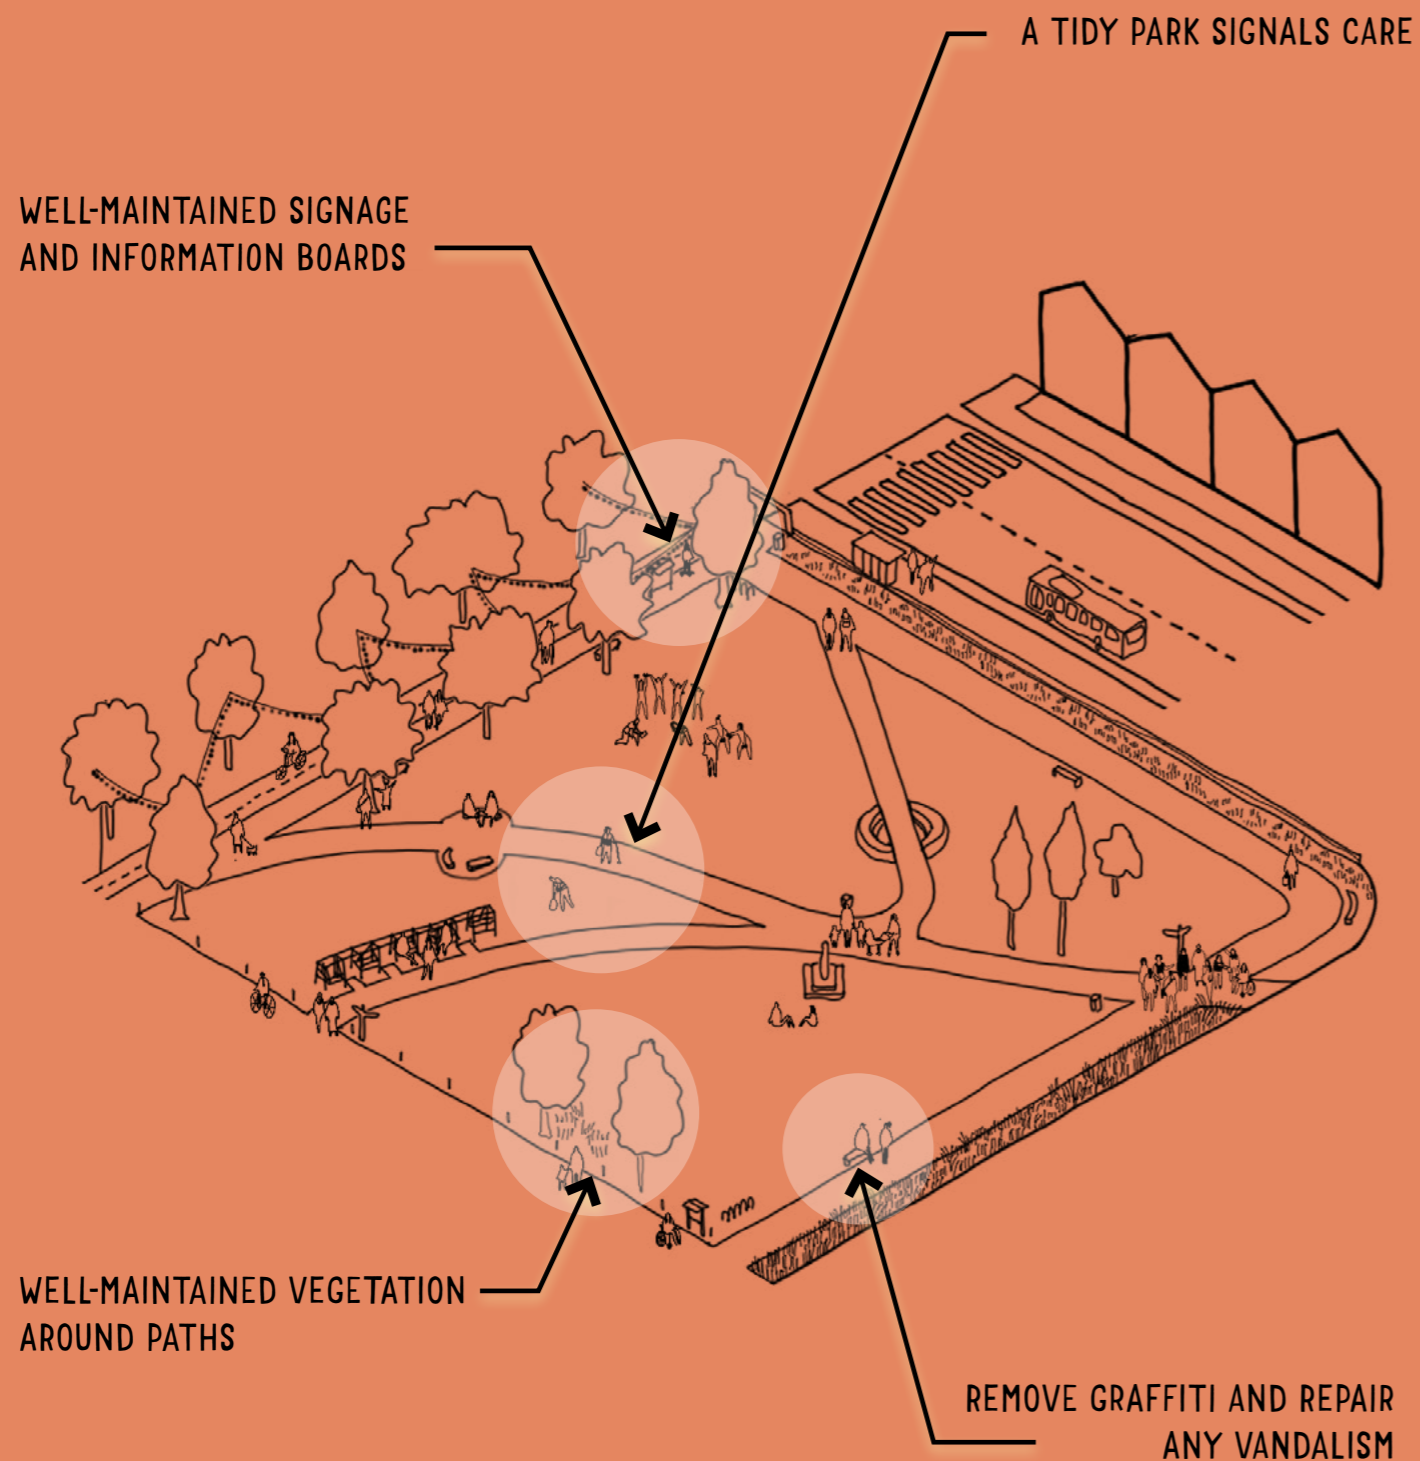 A TIDY PARK SIGNALS CARE
WELL-MAINTAINED SIGNAGE
AND INFORMATION BOARDS
WELL-MAINTAINED VEGETATION
AROUND PATHS
REMOVE GRAFFITI AND REPAIR
ANY VANDALISM